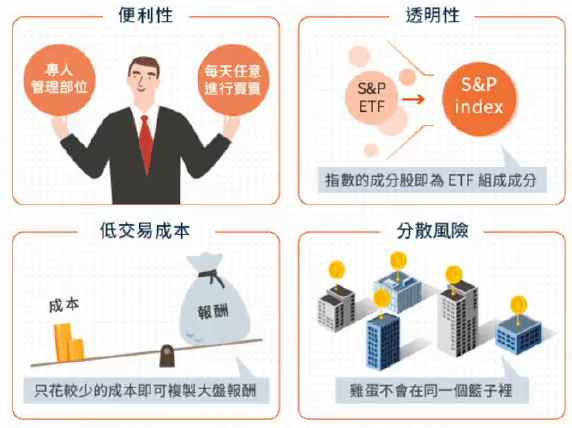 便利性
專人
管理部位
每天任意
進行買賣
透明性
S&P
ETF
S&P
index
指數的成分股即為 ETF 組成成分
低交易成本
成本
報酬
只花較少的成本即可複製大盤報酬
分散風險
雞蛋不會在同一個籃子裡